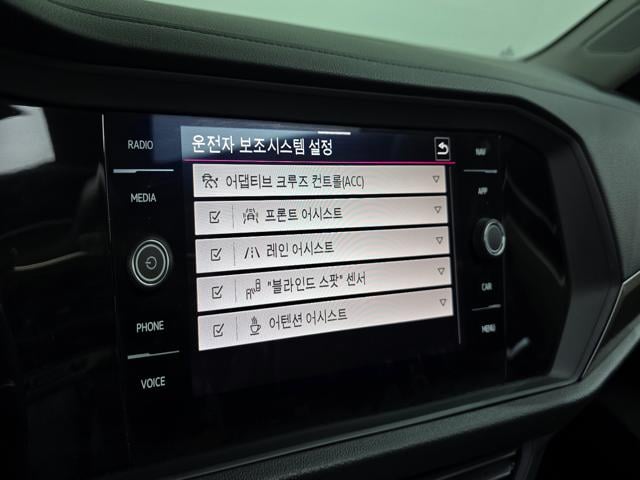 운전자 보조시스템 설정
어댑티브 크루즈 컨트롤(ACC)
프론트 어시스트
레인 어시스트
"블라인드 스팟" 센서
어텐션 어시스트
RADIO
MEDIA
PHONE
VOICE
NAV
APP
CAR
MENU